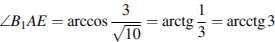 ∠B₁AE = arccos 3/√10 = arctg 1/3 = arcctg 3